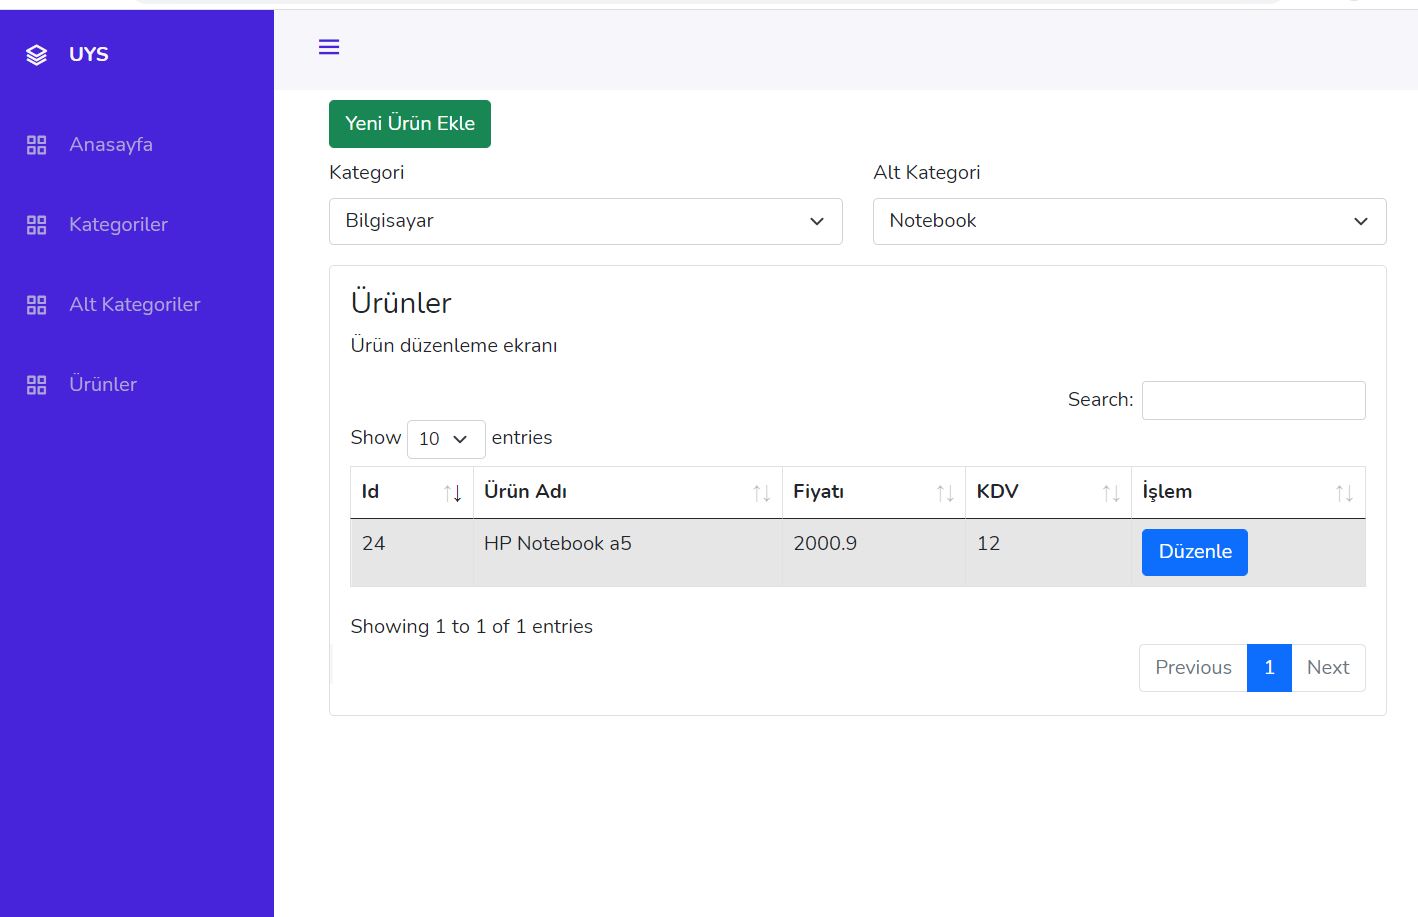 UYS
Anasayfa
Kategoriler
Alt Kategoriler
Ürünler
Yeni Ürün Ekle
Kategori
Alt Kategori
Bilgisayar
Notebook
Ürünler
Ürün düzenleme ekranı
Search:
Show 10 entries
Id Ürün Adı Fiyatı KDV İşlem
24 HP Notebook a5 2000.9 12 Düzenle
Showing 1 to 1 of 1 entries
Previous 1 Next